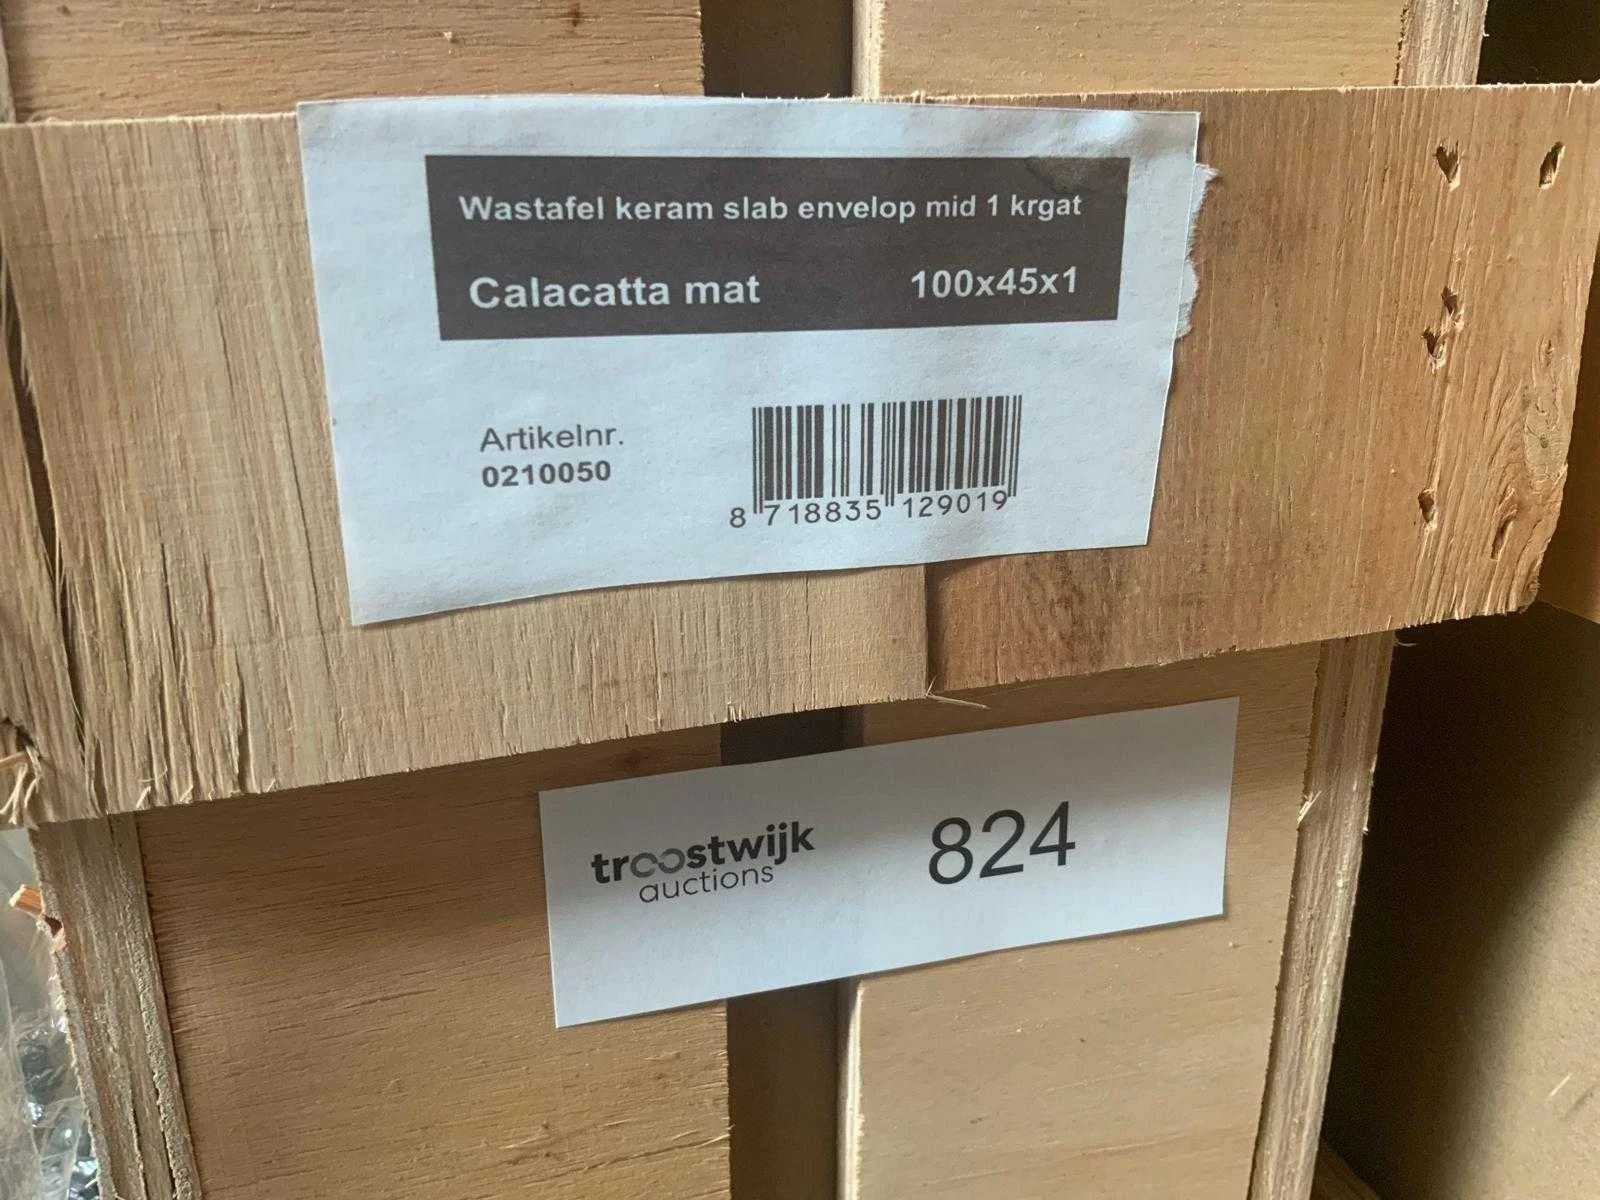 Wastafel keram slab envelop mid 1 krgat
Calacatta mat 100x45x1
Artikelnr.
0210050
8 718835 129019
troostwijk
auctions
824